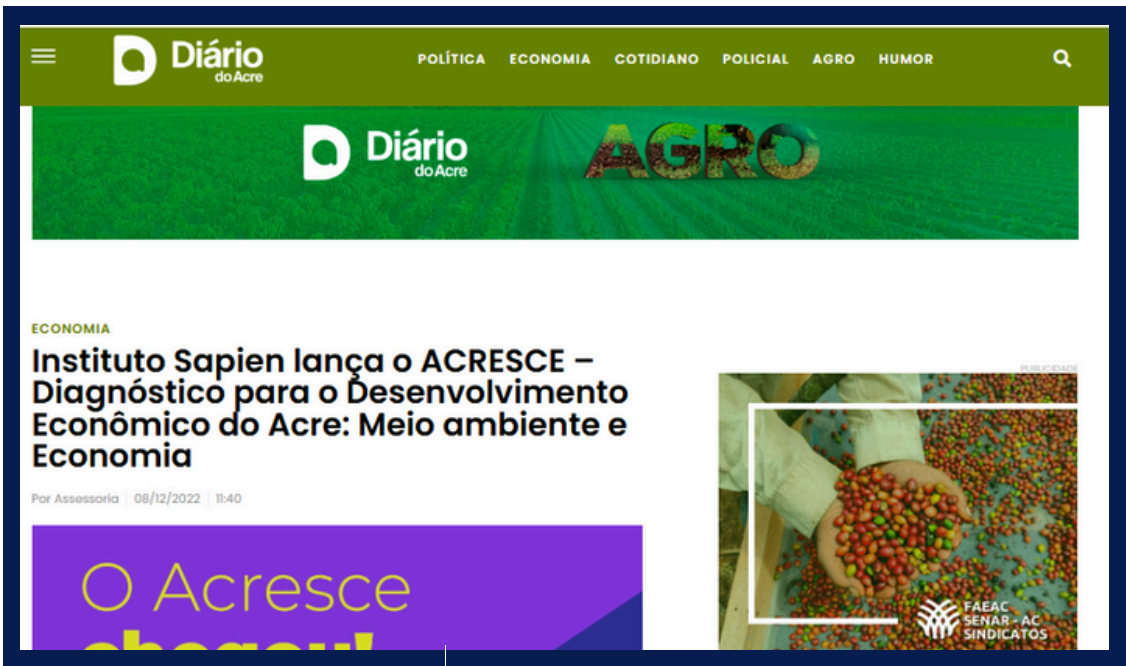 Diário
do Acre
POLÍTICA ECONOMIA COTIDIANO POLICIAL AGRO HUMOR
Diário
do Acre
AGRO
ECONOMIA
Instituto Sapien lança o ACRESCE –
Diagnóstico para o Desenvolvimento
Econômico do Acre: Meio ambiente e
Economia
Por Assessoria 08/12/2022 11:40
PUBLICIDADE
O Acresce
chegou!
FAEAC
SENAR - AC
SINDICATOS